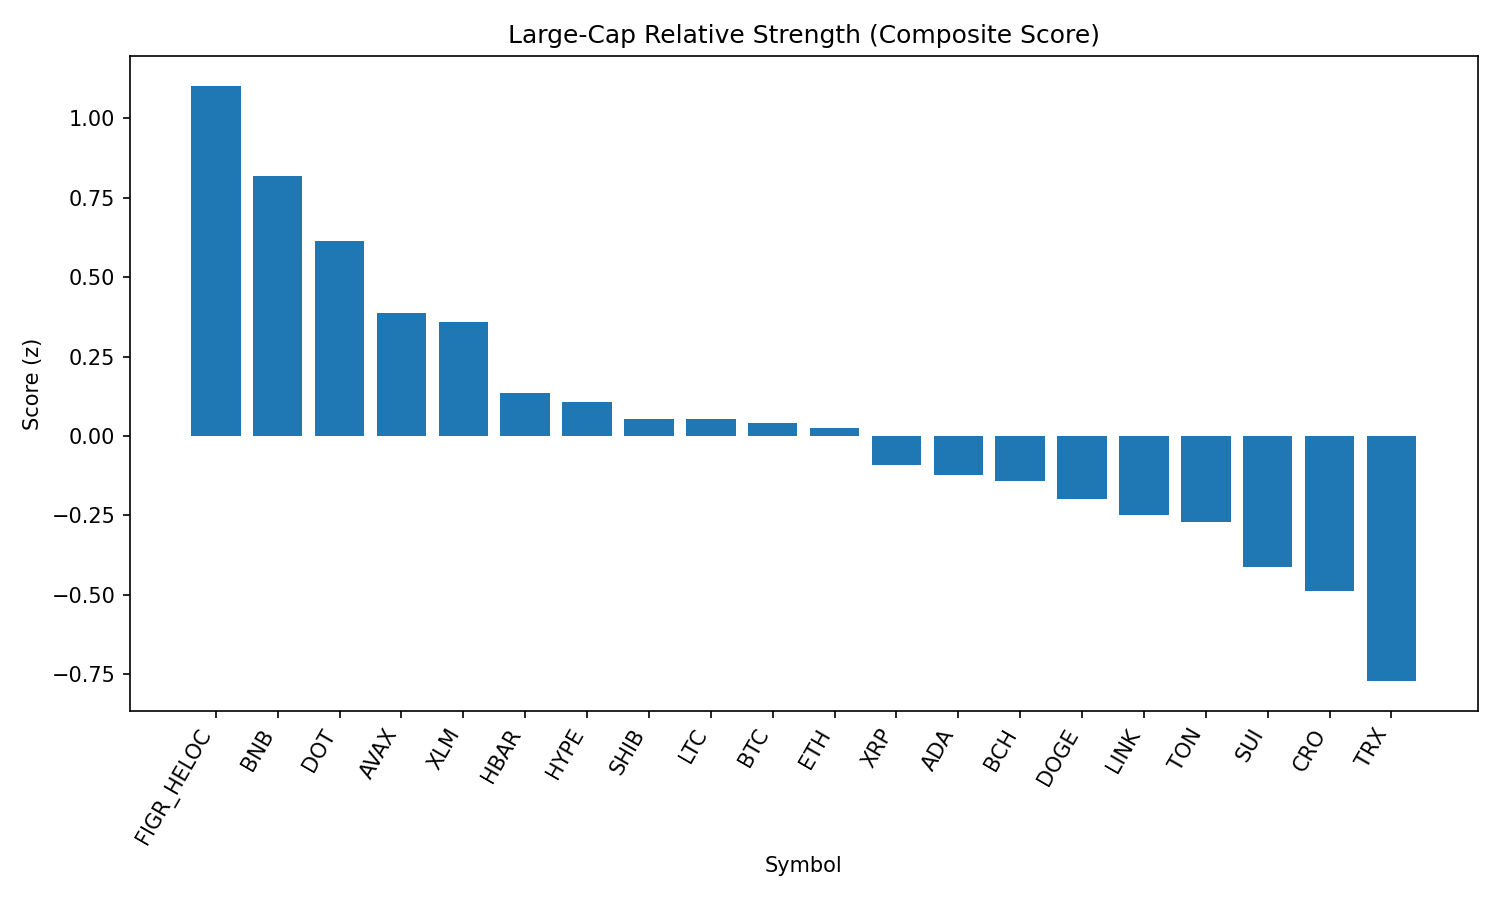 Large-Cap Relative Strength (Composite Score)
Score (z)
1.00
0.75
0.50
0.25
0.00
−0.25
−0.50
−0.75
FIGR_HELOC
BNB
DOT
AVAX
XLM
HBAR
HYPE
SHIB
LTC
BTC
ETH
XRP
ADA
BCH
DOGE
LINK
TON
SUI
CRO
TRX
Symbol